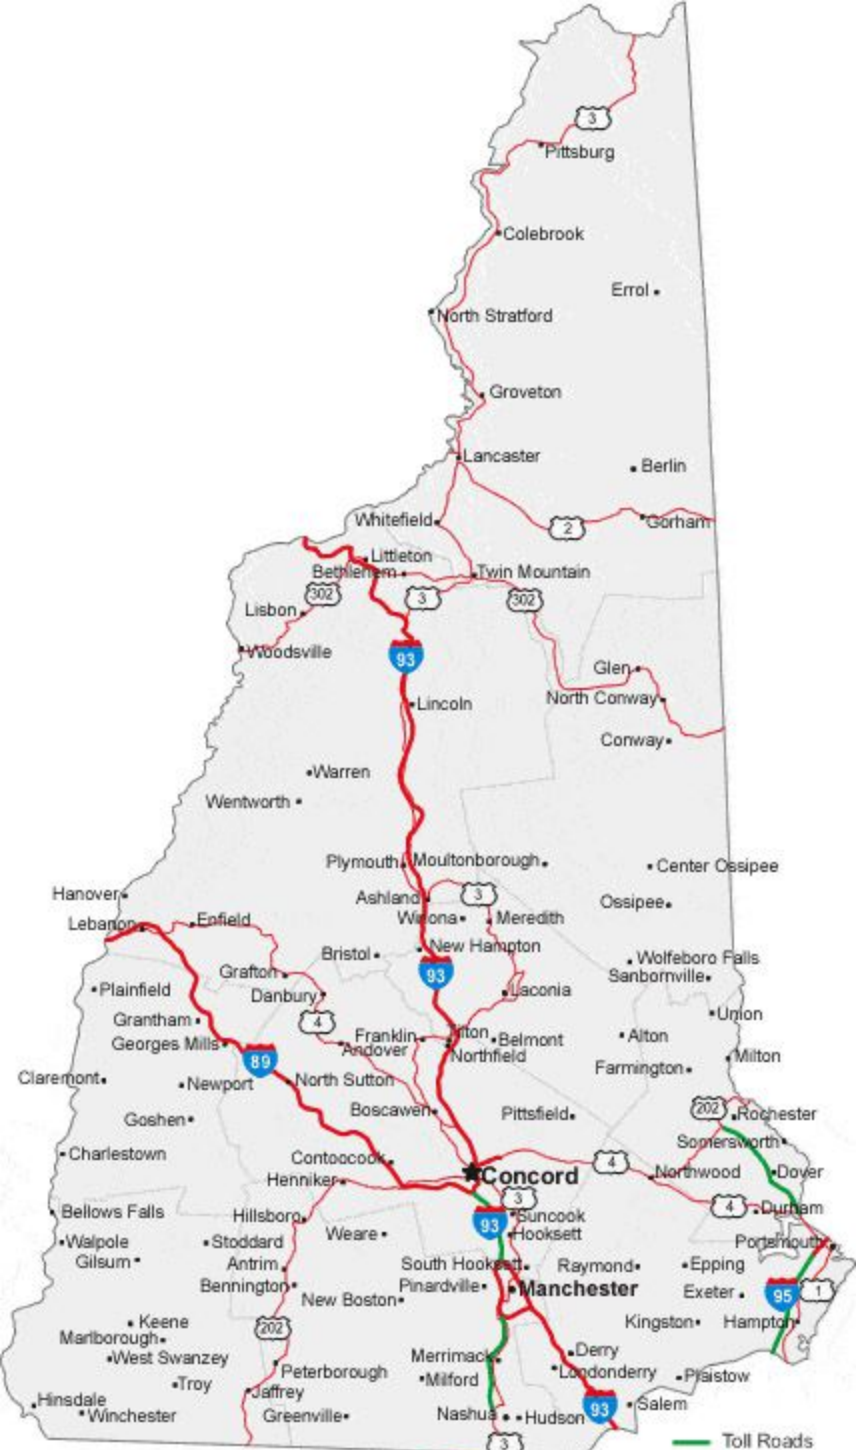 3
Pittsburg
Colebrook
Errol
North Stratford
Groveton
Lancaster
Berlin
Whitefield
2
Gorham
Littleton
Bethlehem
Twin Mountain
302
3
302
Lisbon
Woodsville
93
Glen
North Conway
Lincoln
Conway
Warren
Wentworth
Plymouth
Moultonborough
Center Ossipee
Hanover
Ashland
3
Ossipee
Lebanon
Enfield
Winona
Meredith
Bristol
New Hampton
Wolfeboro Falls
Grafton
93
Sanbornville
Plainfield
Danbury
Laconia
Grantham
4
Union
Georges Mills
Franklin
Tilton
Belmont
Alton
Andover
Northfield
89
Milton
Claremont
Newport
North Sutton
Farmington
Goshen
Boscawen
Pittsfield
202
Rochester
Somersworth
Charlestown
Contoocook
4
Concord
Northwood
Dover
Henniker
3
4
Durham
Bellows Falls
Hillsboro
93
Suncook
Weare
Hooksett
Walpole
Stoddard
Portsmouth
Gilsum
Antrim
South Hooksett
Raymond
Epping
Bennington
Pinardville
Manchester
Exeter
95
1
New Boston
Keene
202
Kingston
Hampton
Marlborough
West Swanzey
Merrimack
Derry
Peterborough
Londonderry
Troy
Milford
Plaistow
Jaffrey
Hinsdale
Winchester
Greenville
Nashua
Hudson
93
Salem
3
Toll Roads